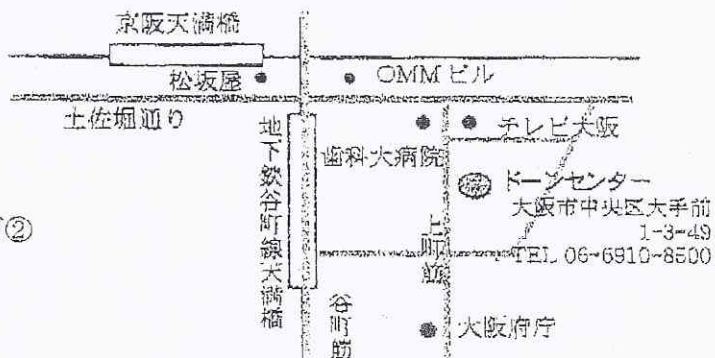 京阪天満橋
松坂屋
OMMビル
土佐堀通り
地下鉄谷町線天満橋
歯科大病院
テレビ大阪
ドーンセンター
大阪市中央区大手前
1-3-49
TEL 06-6910-8500
上町筋
②
谷町筋
大阪府庁